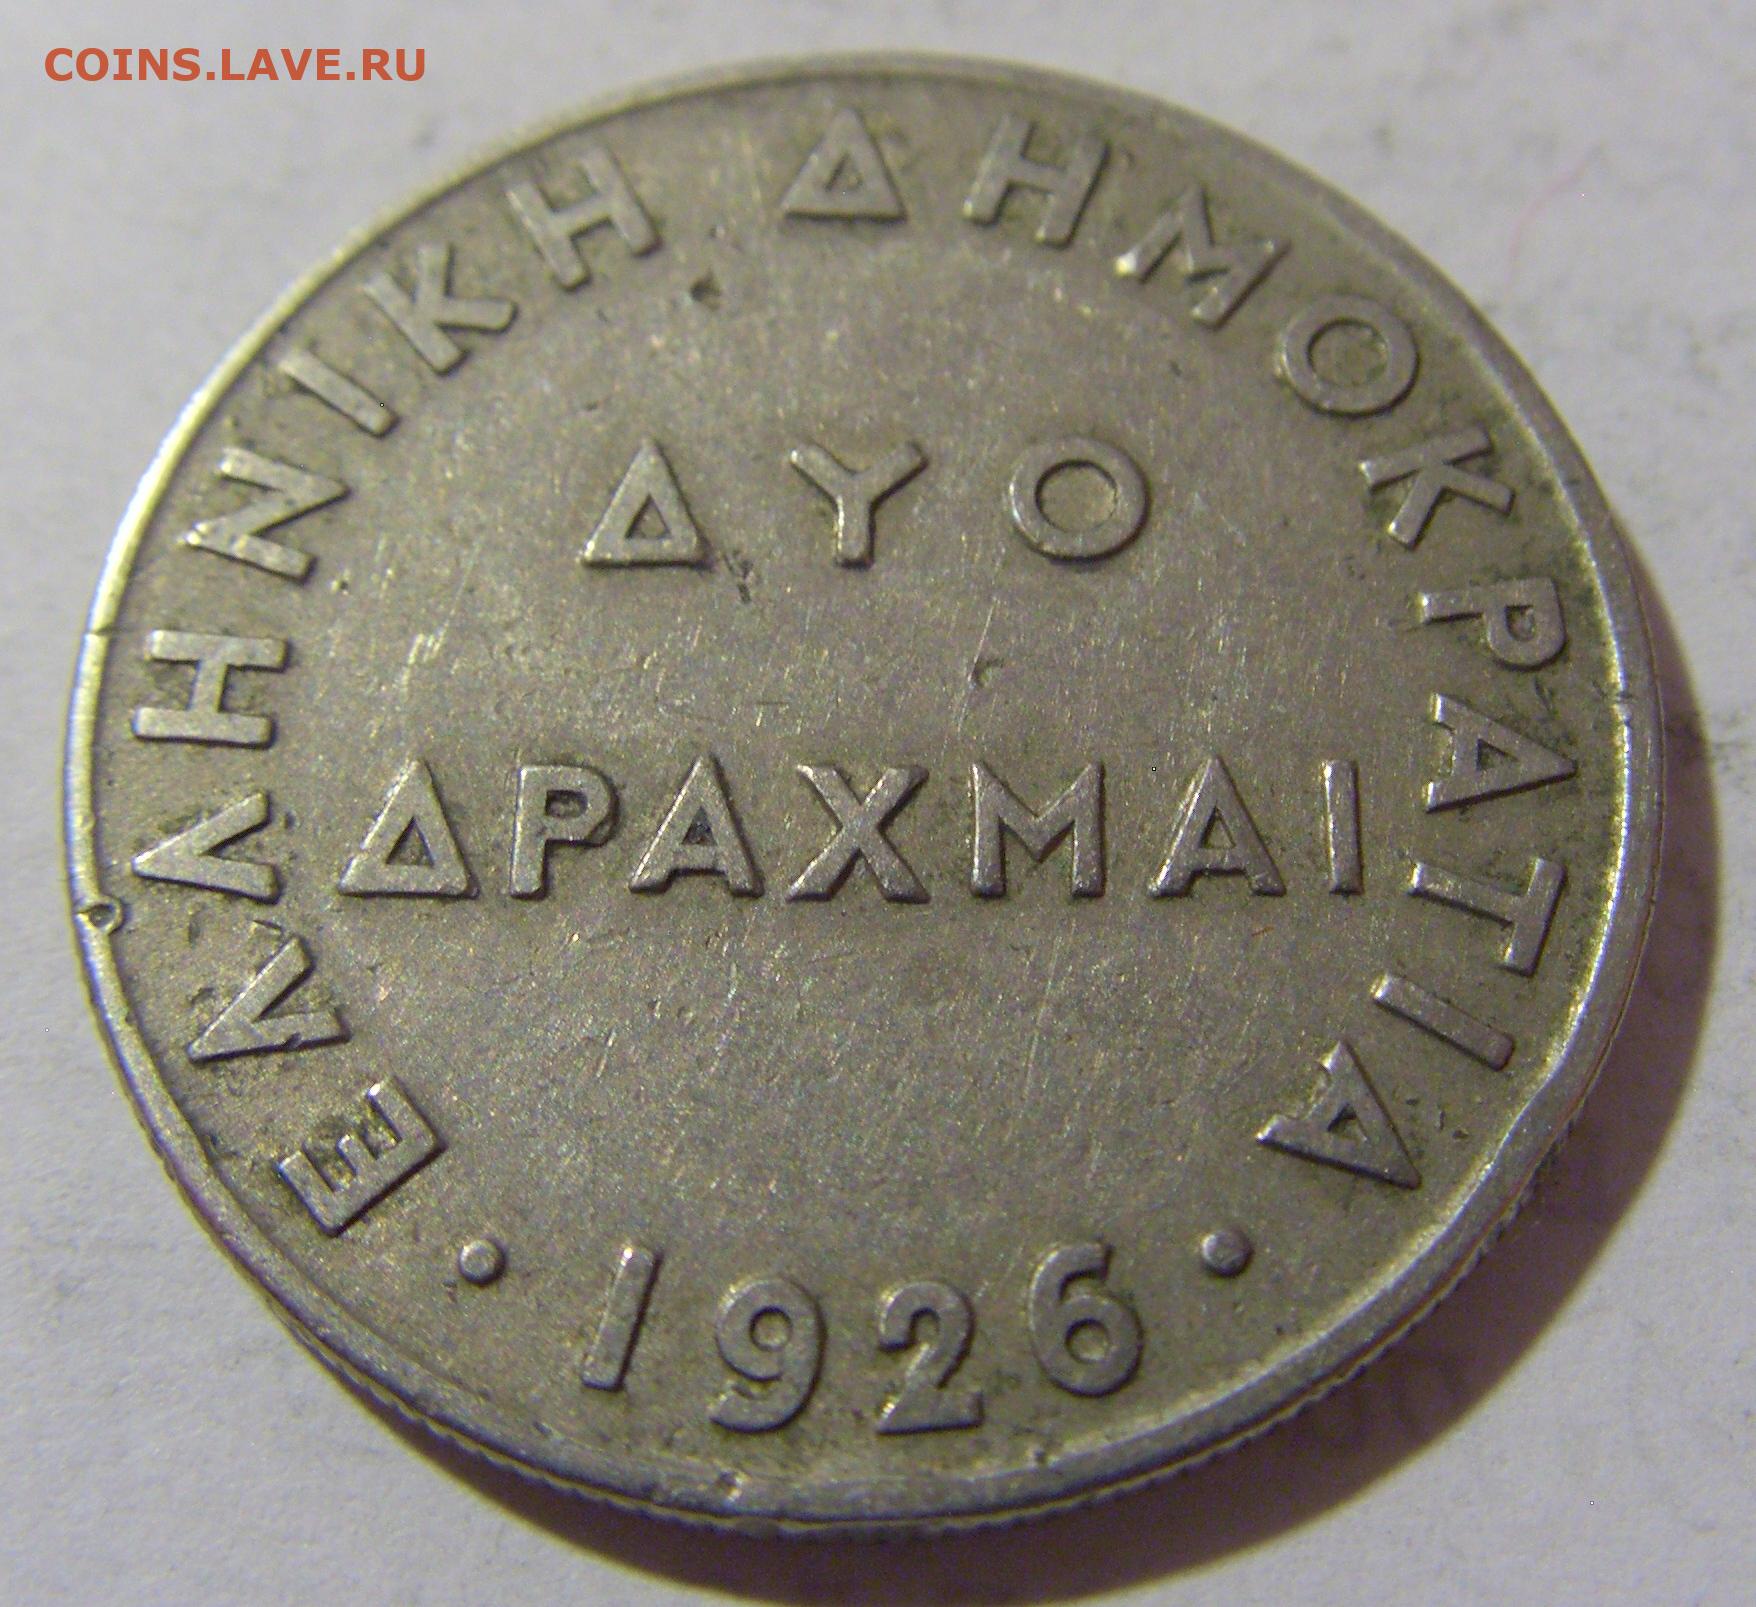 COINS.LAVE.RU
ΕΛΛΗΝΙΚΗ ΔΗΜΟΚΡΑΤΙΑ
ΔΥΟ
ΔΡΑΧΜΑΙ
· 1926 ·